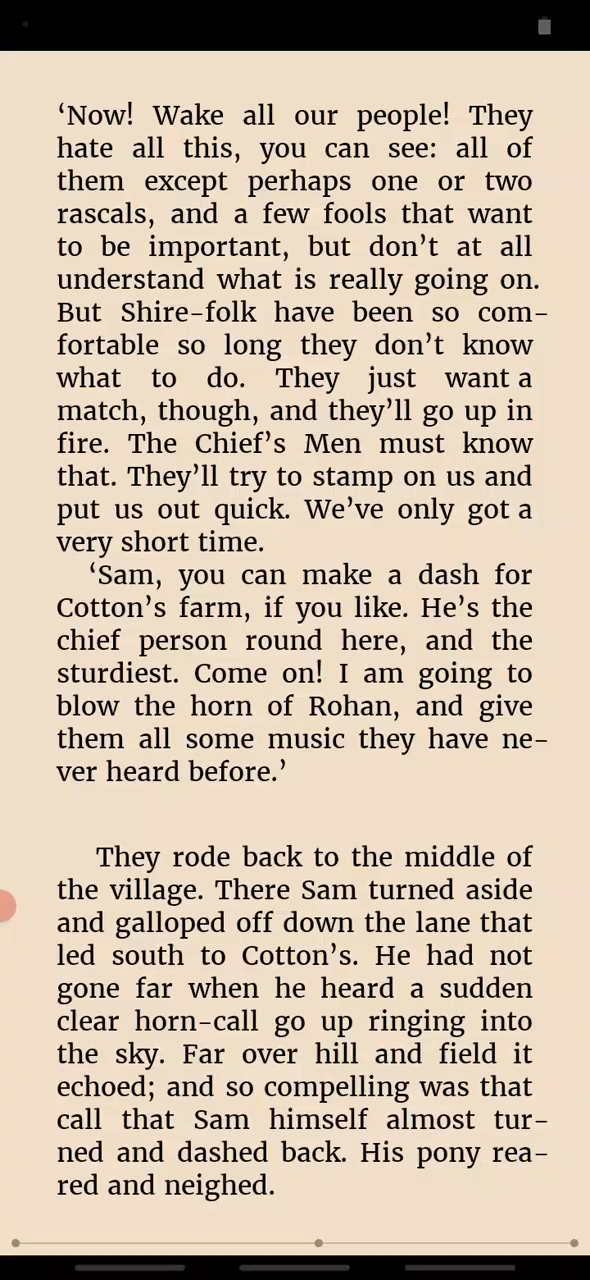 ‘Now! Wake all our people! They
hate all this, you can see: all of
them except perhaps one or two
rascals, and a few fools that want
to be important, but don’t at all
understand what is really going on.
But Shire-folk have been so com-
fortable so long they don’t know
what to do. They just want a
match, though, and they’ll go up in
fire. The Chief’s Men must know
that. They’ll try to stamp on us and
put us out quick. We’ve only got a
very short time.
‘Sam, you can make a dash for
Cotton’s farm, if you like. He’s the
chief person round here, and the
sturdiest. Come on! I am going to
blow the horn of Rohan, and give
them all some music they have ne-
ver heard before.’
They rode back to the middle of
the village. There Sam turned aside
and galloped off down the lane that
led south to Cotton’s. He had not
gone far when he heard a sudden
clear horn-call go up ringing into
the sky. Far over hill and field it
echoed; and so compelling was that
call that Sam himself almost tur-
ned and dashed back. His pony rea-
red and neighed.